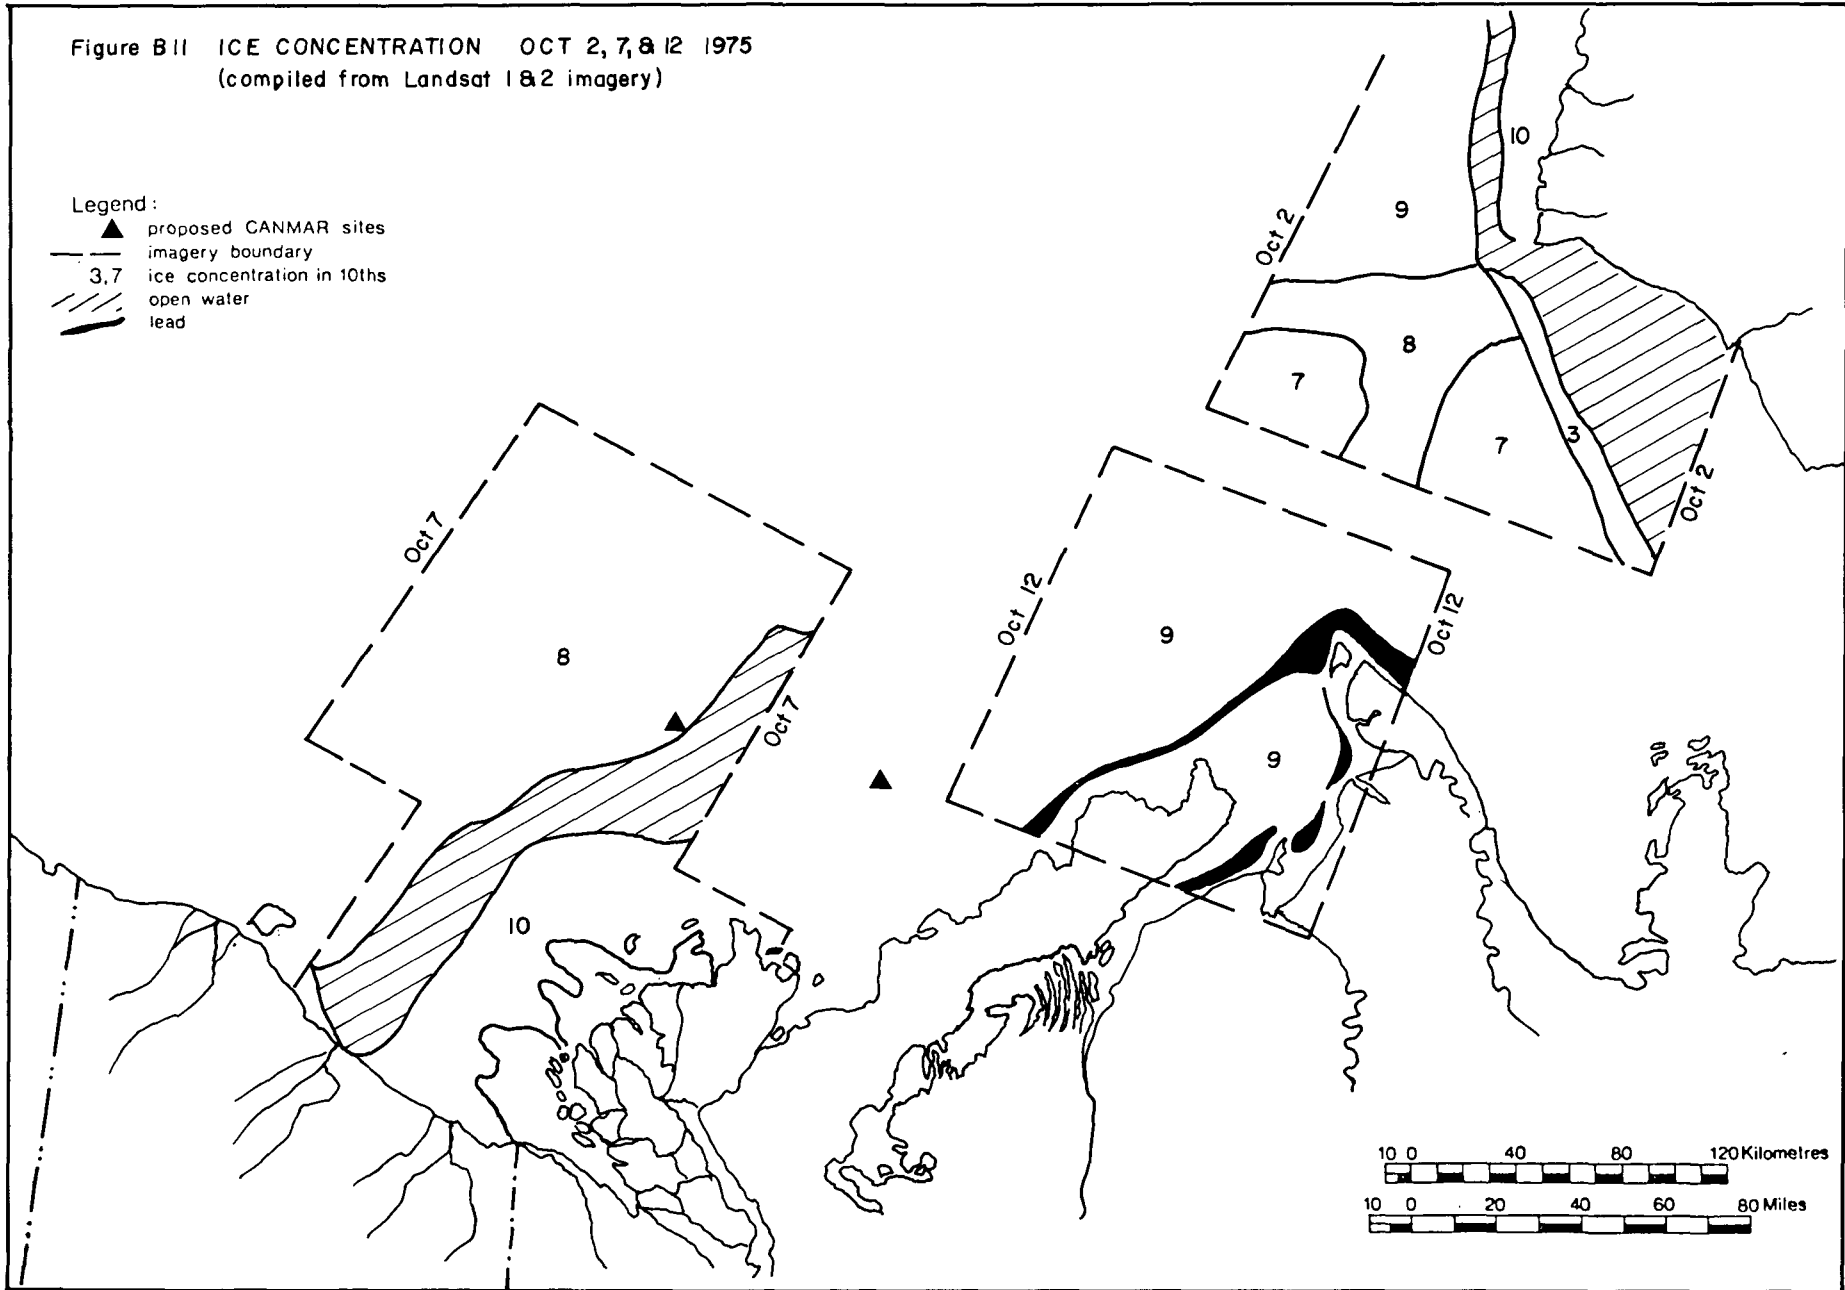 Figure B11 ICE CONCENTRATION OCT 2, 7, & 12 1975
(compiled from Landsat 1 & 2 imagery)
Legend:
proposed CANMAR sites
imagery boundary
3,7 ice concentration in 10ths
open water
lead
10
9
Oct 2
8
7
7
3
Oct 2
Oct 7
8
Oct 7
10
Oct 12
9
Oct 12
9
10 0 40 80 120 Kilometres
10 0 20 40 60 80 Miles